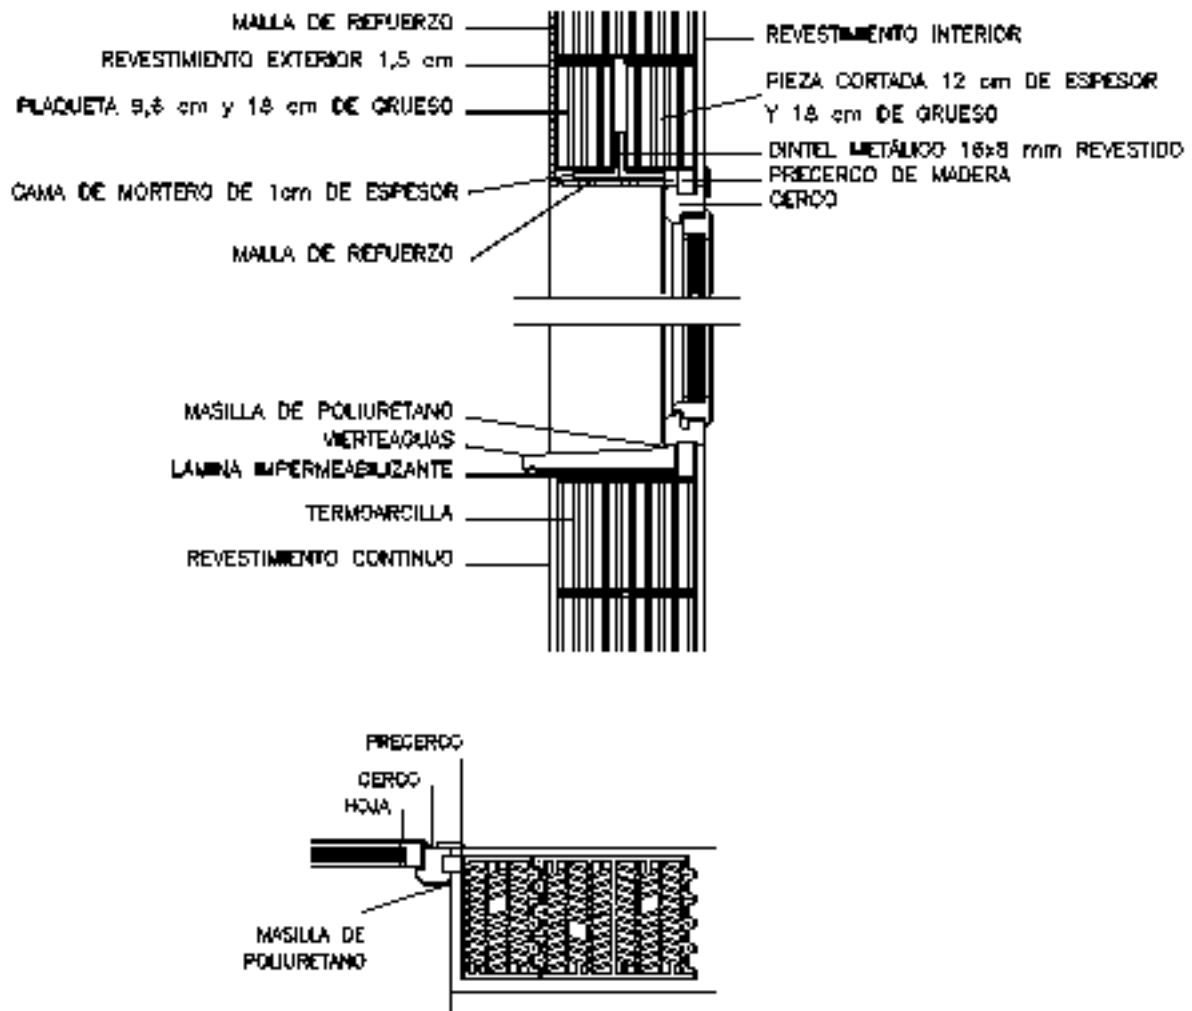 MALLA DE REFUERZO
REVESTIMIENTO EXTERIOR 1,5 cm
PLAQUETA 9,6 cm y 18 cm DE GRUESO
CAMA DE MORTERO DE 1cm DE ESPESOR
MALLA DE REFUERZO
REVESTIMIENTO INTERIOR
PIEZA CORTADA 12 cm DE ESPESOR
Y 18 cm DE GRUESO
DINTEL METÁLICO 16x8 mm REVESTIDO
PRECERCO DE MADERA
CERCO
MASILLA DE POLIURETANO
VIERTEAGUAS
LAMINA IMPERMEABILIZANTE
TERMOARCILLA
REVESTIMIENTO CONTINUO
PRECERCO
CERCO
HOJA
MASILLA DE
POLIURETANO